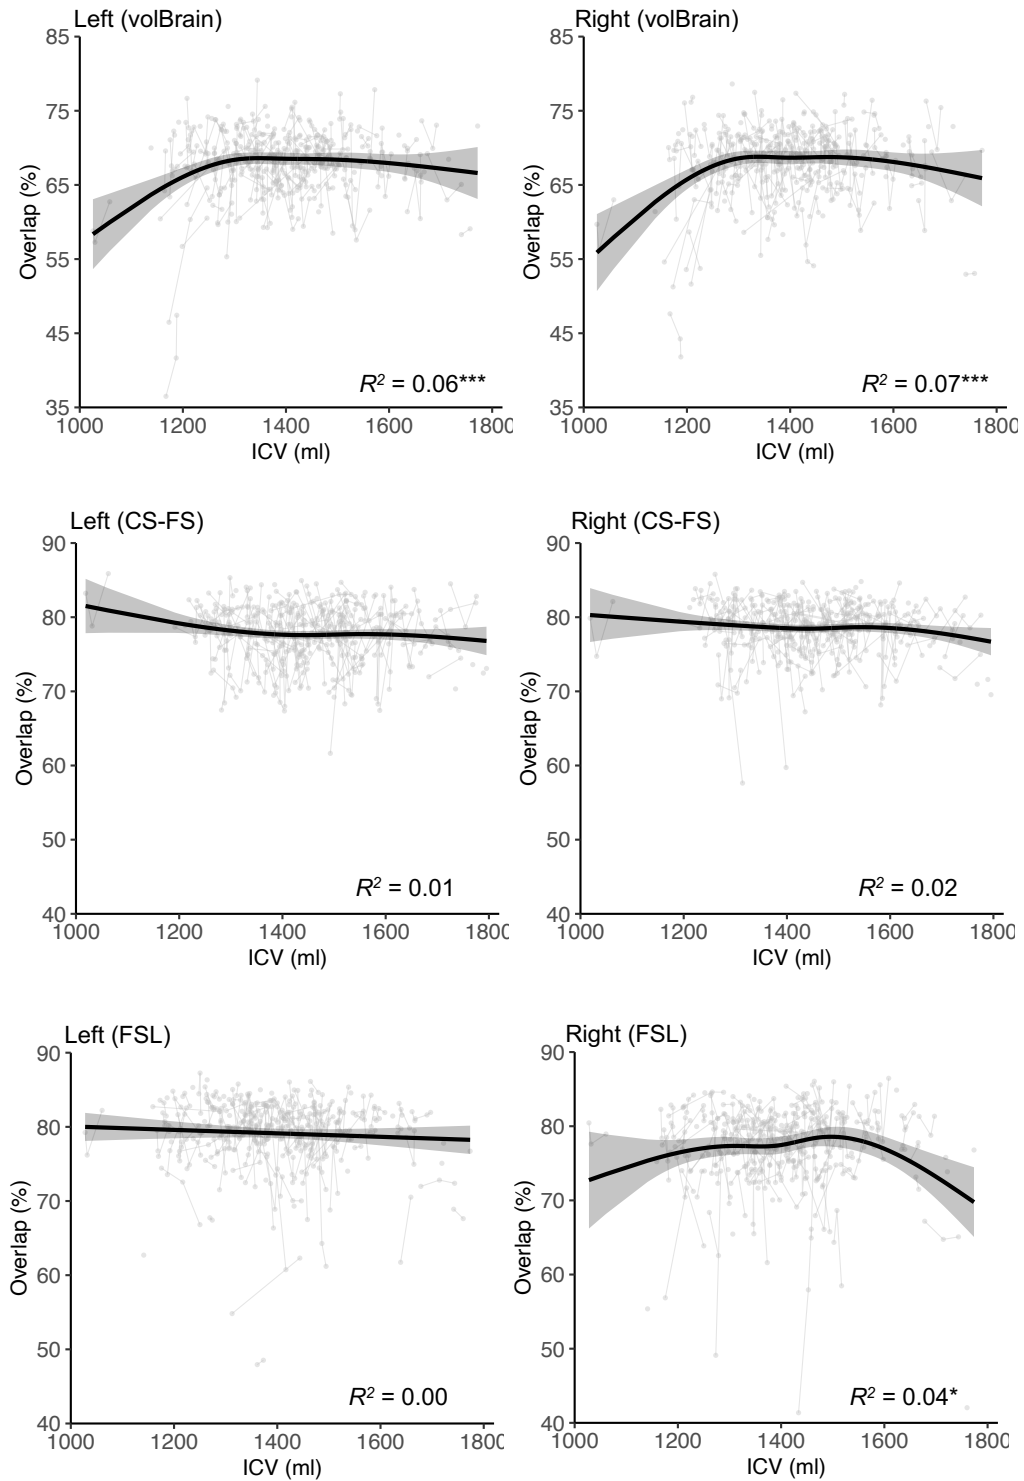 Left (volBrain)
85
75
65
55
45
35
Overlap (%)
R² = 0.06***
1000 1200 1400 1600 1800
ICV (ml)
Right (volBrain)
85
75
65
55
45
35
Overlap (%)
R² = 0.07***
1000 1200 1400 1600 1800
ICV (ml)
Left (CS-FS)
90
80
70
60
50
40
Overlap (%)
R² = 0.01
1000 1200 1400 1600 1800
ICV (ml)
Right (CS-FS)
90
80
70
60
50
40
Overlap (%)
R² = 0.02
1000 1200 1400 1600 1800
ICV (ml)
Left (FSL)
90
80
70
60
50
40
Overlap (%)
R² = 0.00
1000 1200 1400 1600 1800
ICV (ml)
Right (FSL)
90
80
70
60
50
40
Overlap (%)
R² = 0.04*
1000 1200 1400 1600 1800
ICV (ml)